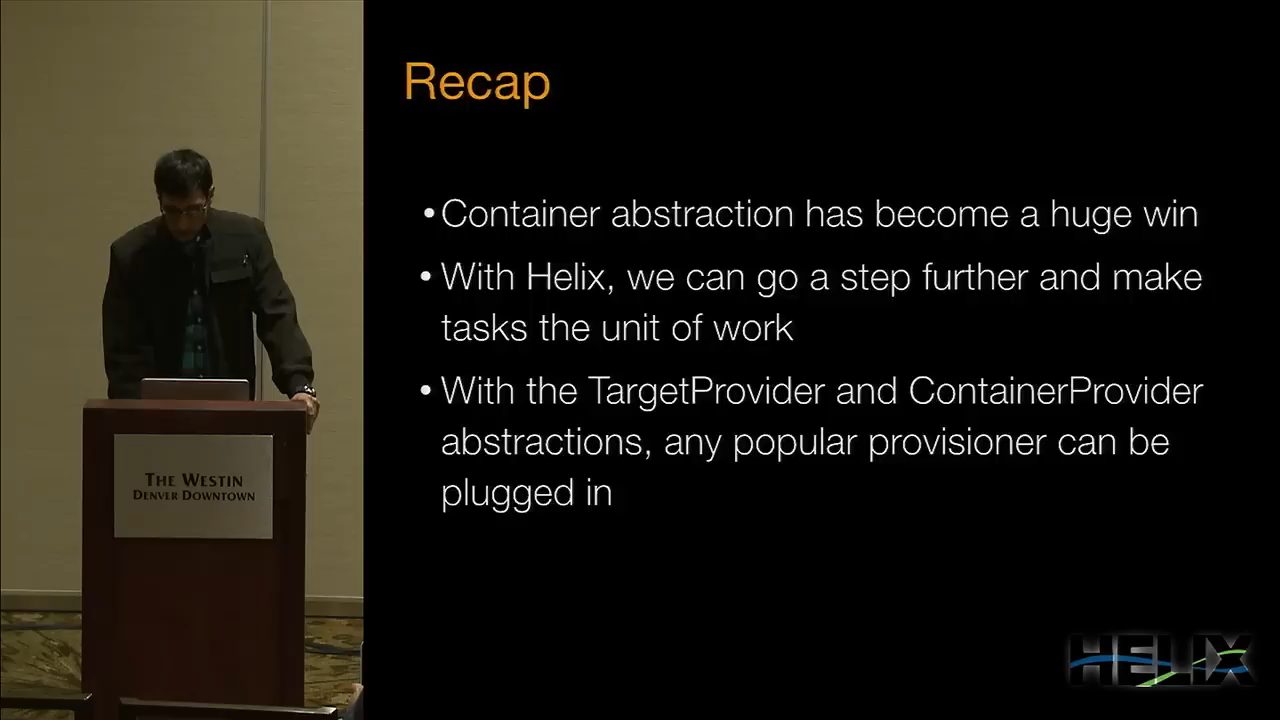 Recap
•Container abstraction has become a huge win
• With Helix, we can go a step further and make
tasks the unit of work
• With the TargetProvider and ContainerProvider
abstractions, any popular provisioner can be
plugged in
THE WESTIN
DENVER DOWNTOWN
HELIX